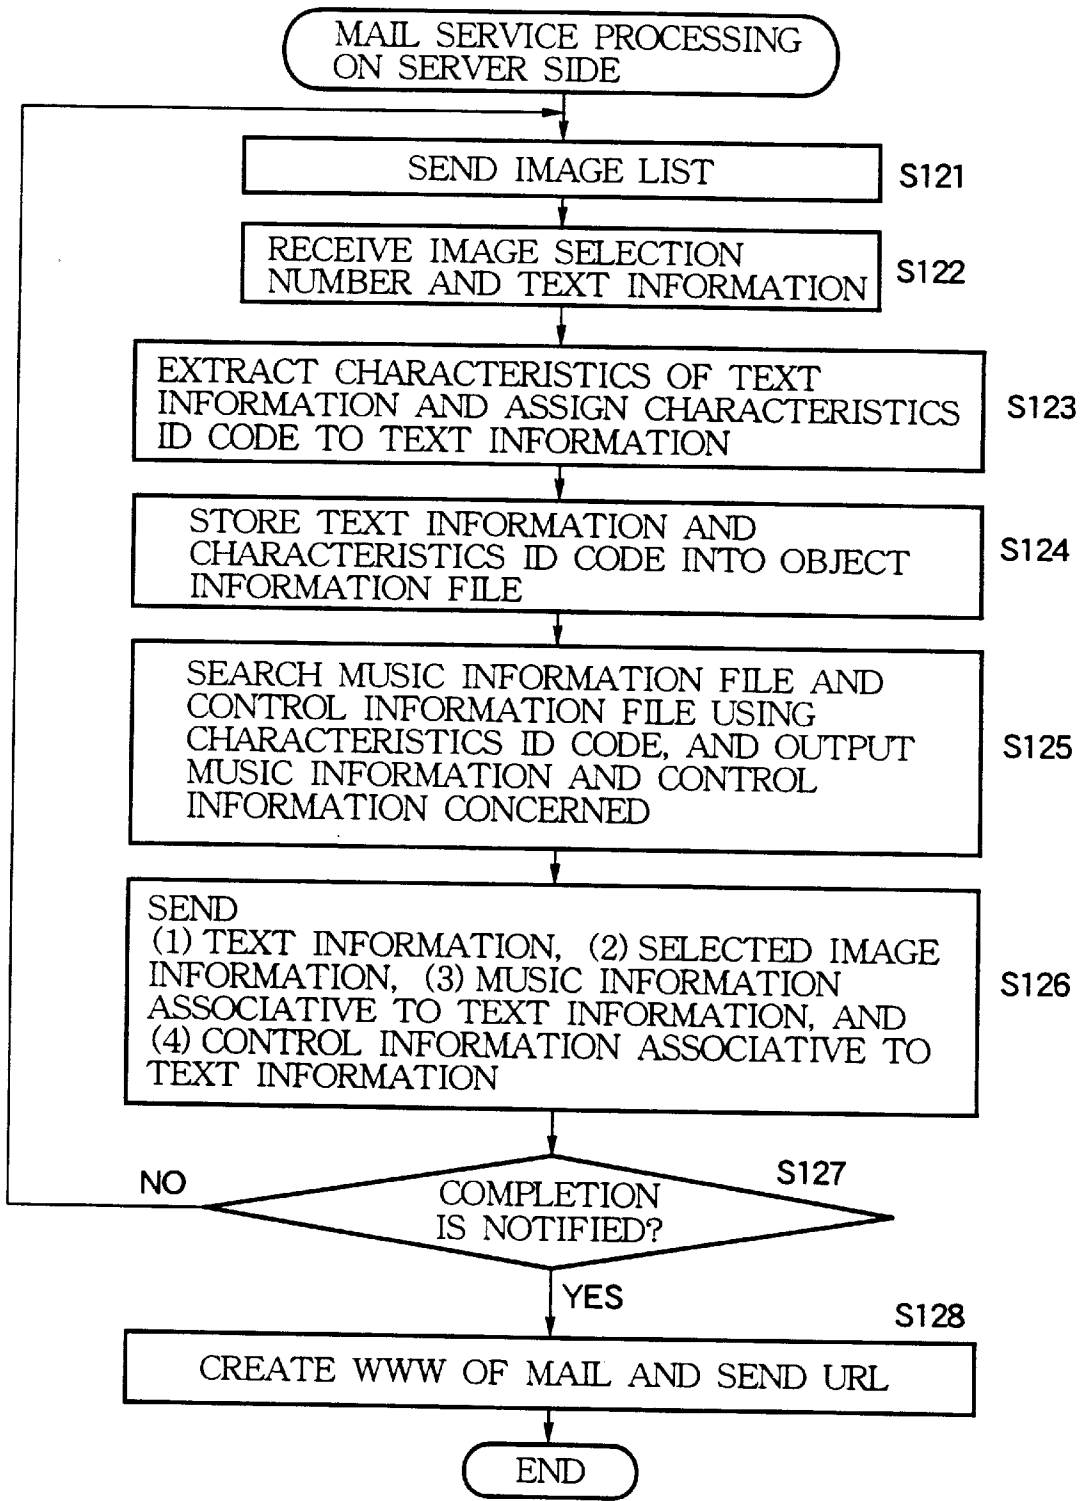 MAIL SERVICE PROCESSING
ON SERVER SIDE
SEND IMAGE LIST
S121
RECEIVE IMAGE SELECTION
NUMBER AND TEXT INFORMATION
S122
EXTRACT CHARACTERISTICS OF TEXT
INFORMATION AND ASSIGN CHARACTERISTICS
ID CODE TO TEXT INFORMATION
S123
STORE TEXT INFORMATION AND
CHARACTERISTICS ID CODE INTO OBJECT
INFORMATION FILE
S124
SEARCH MUSIC INFORMATION FILE AND
CONTROL INFORMATION FILE USING
CHARACTERISTICS ID CODE, AND OUTPUT
MUSIC INFORMATION AND CONTROL
INFORMATION CONCERNED
S125
SEND
(1) TEXT INFORMATION, (2) SELECTED IMAGE
INFORMATION, (3) MUSIC INFORMATION
ASSOCIATIVE TO TEXT INFORMATION, AND
(4) CONTROL INFORMATION ASSOCIATIVE TO
TEXT INFORMATION
S126
NO
S127
COMPLETION
IS NOTIFIED?
YES
S128
CREATE WWW OF MAIL AND SEND URL
END